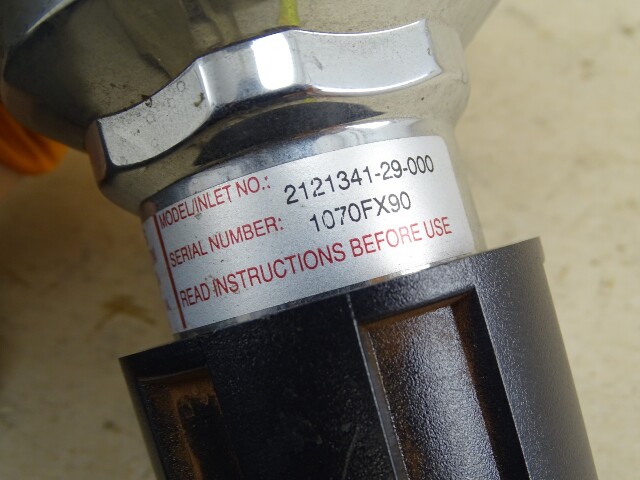 MODEL/INLET NO.: 2121341-29-000
SERIAL NUMBER: 1070FX90
READ INSTRUCTIONS BEFORE USE